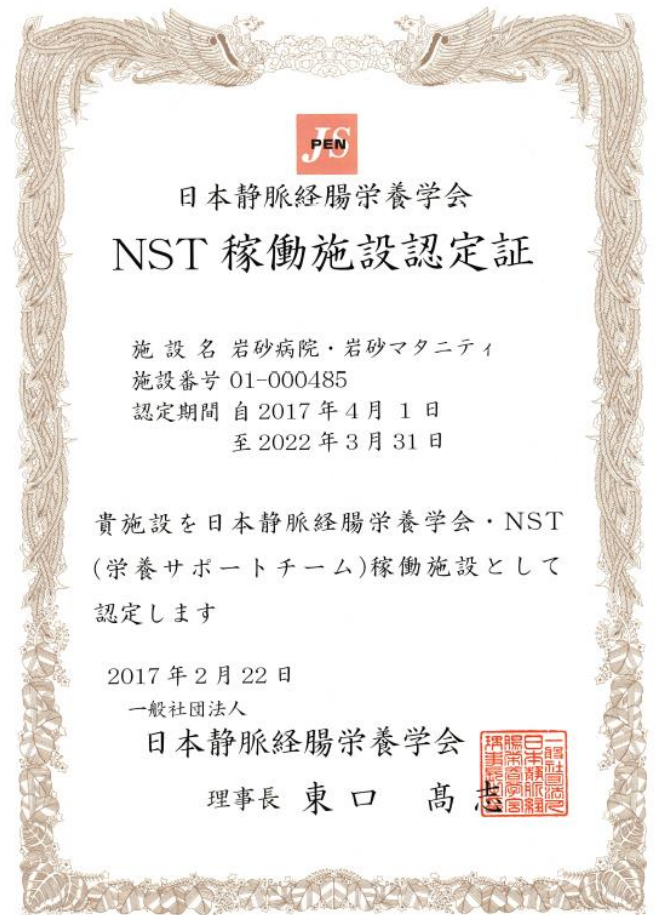 JS
PEN
日本静脈経腸栄養学会
NST 稼働施設認定証
施 設 名 岩砂病院・岩砂マタニティ
施設番号 01-000485
認定期間 自 2017 年 4 月 1 日
至 2022 年 3 月 31 日
貴施設を日本静脈経腸栄養学会・NST
(栄養サポートチーム)稼働施設として
認定します
2017 年 2 月 22 日
一般社団法人
日本静脈経腸栄養学会
理事長 東口 髙志